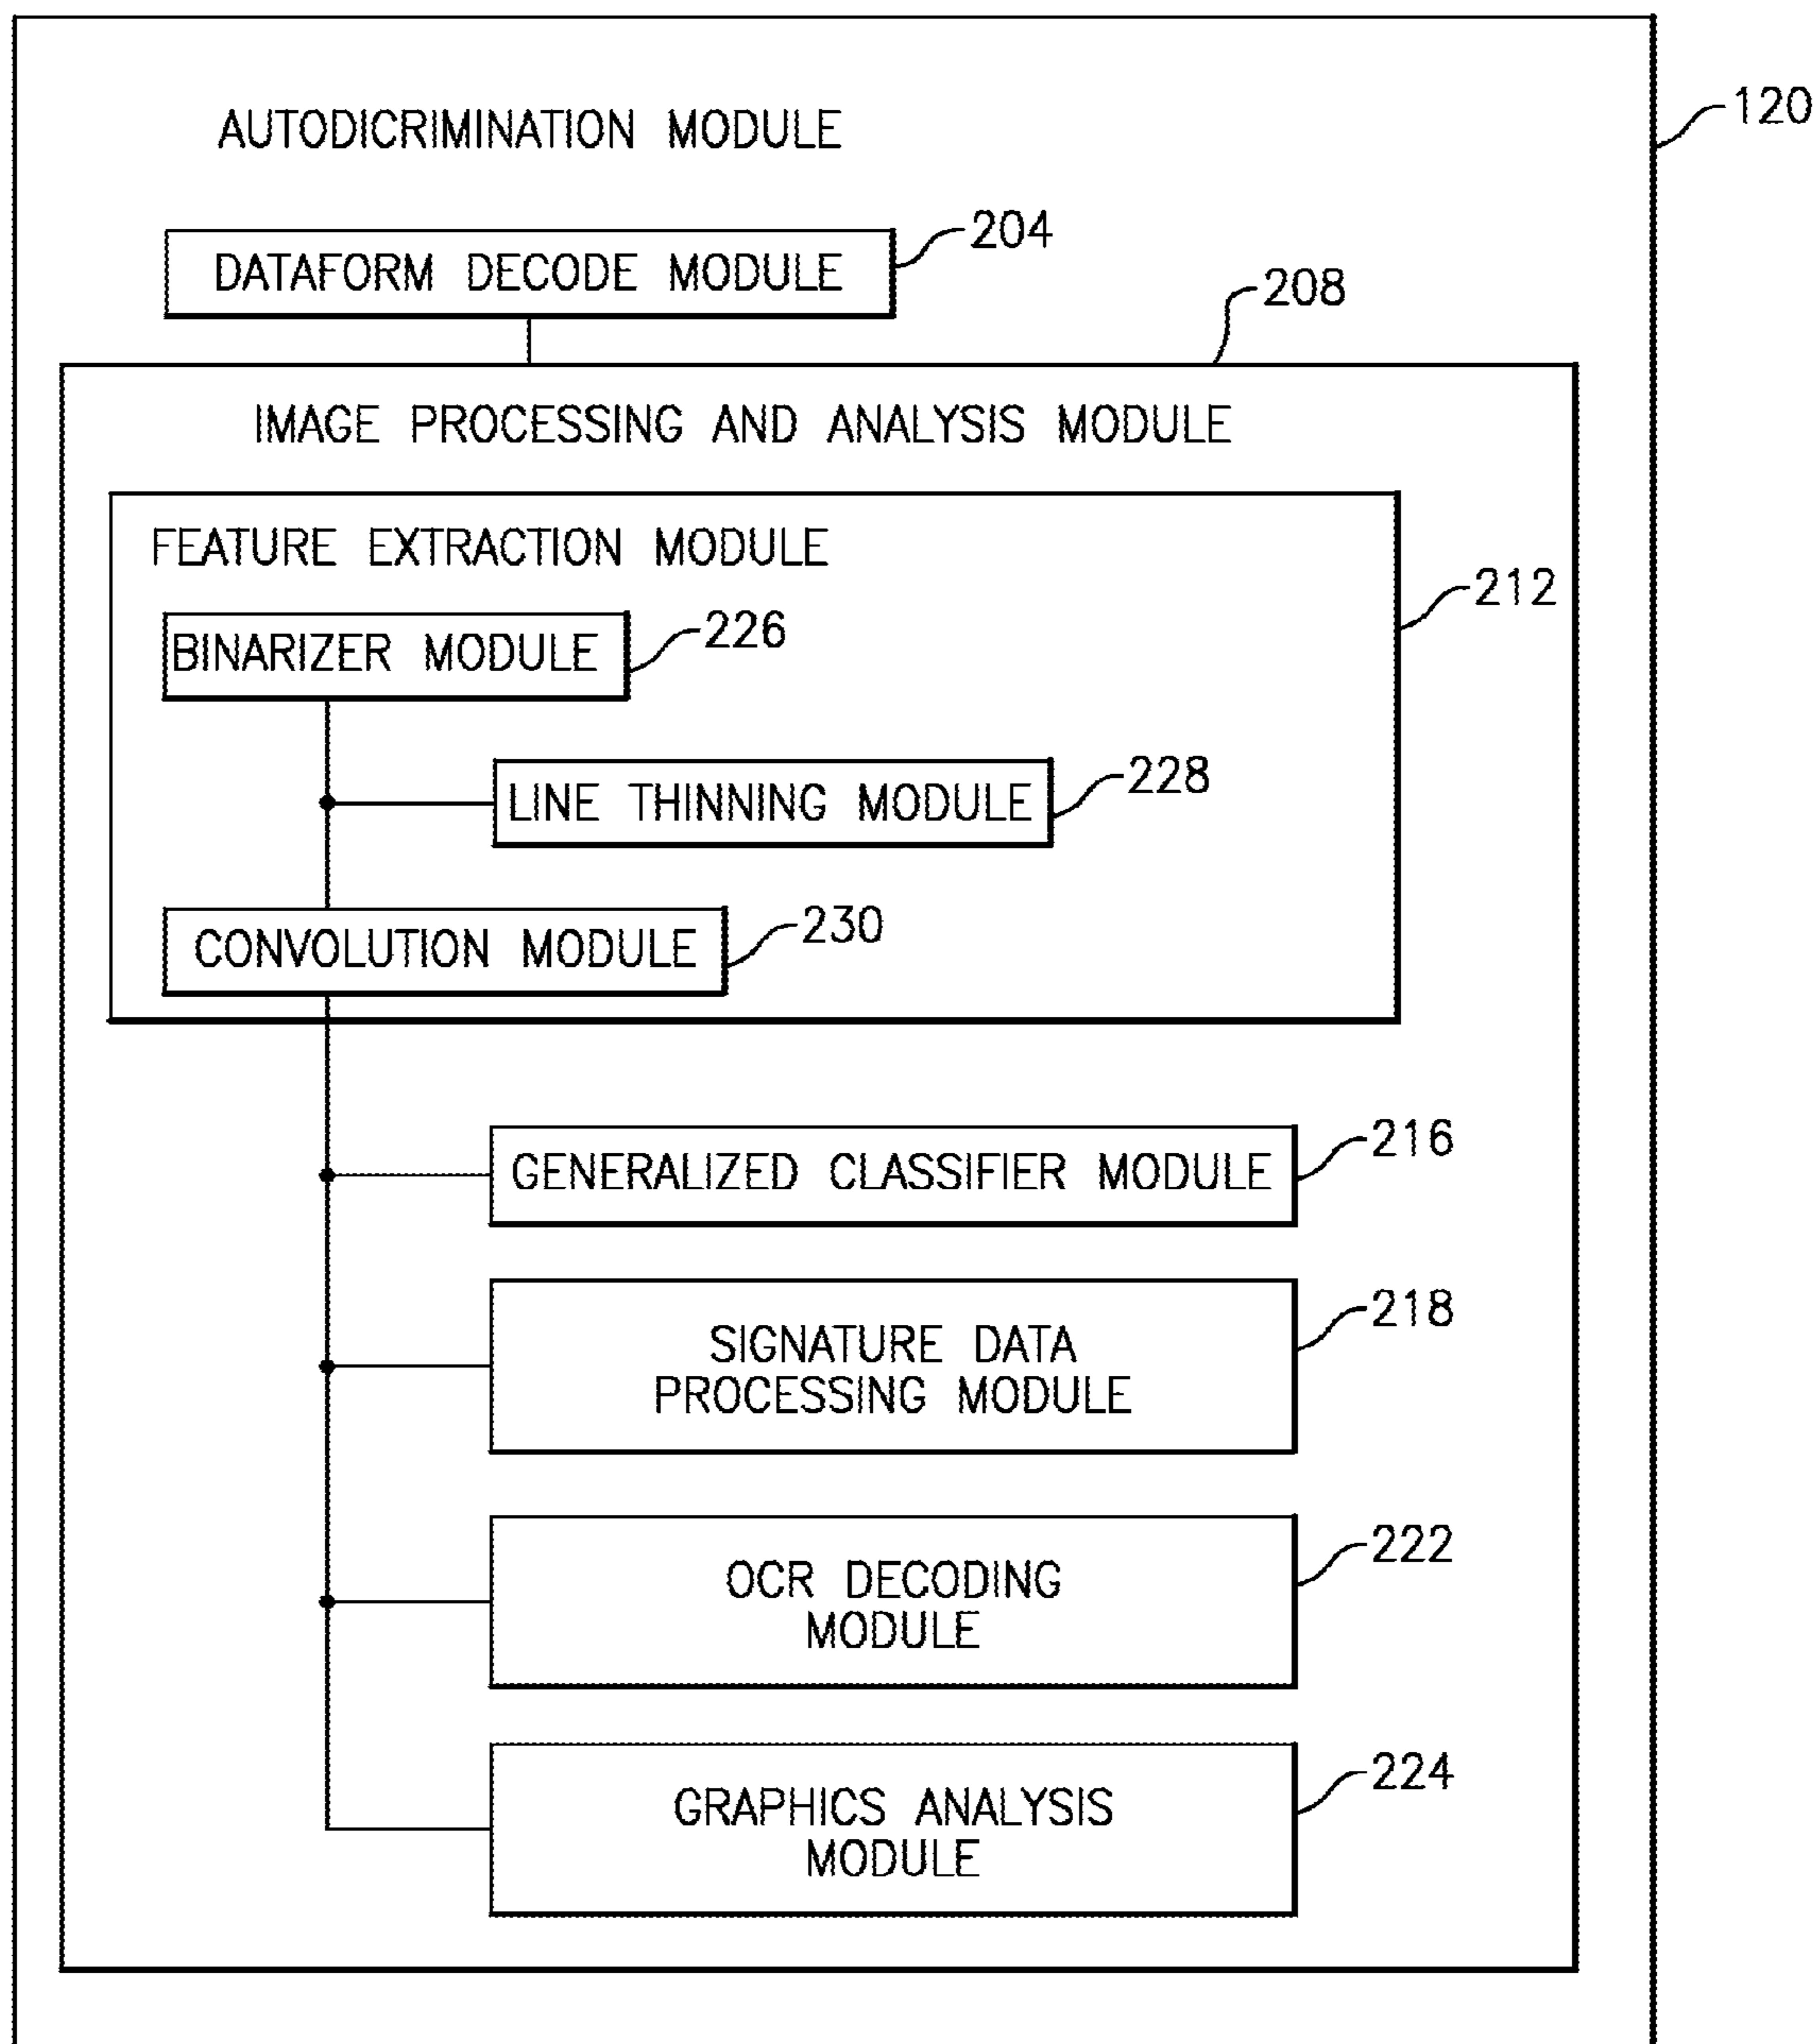 120
AUTODICRIMINATION MODULE
204
DATAFORM DECODE MODULE
208
IMAGE PROCESSING AND ANALYSIS MODULE
FEATURE EXTRACTION MODULE
212
BINARIZER MODULE
226
LINE THINNING MODULE
228
CONVOLUTION MODULE
230
GENERALIZED CLASSIFIER MODULE
216
SIGNATURE DATA
PROCESSING MODULE
218
OCR DECODING
MODULE
222
GRAPHICS ANALYSIS
MODULE
224